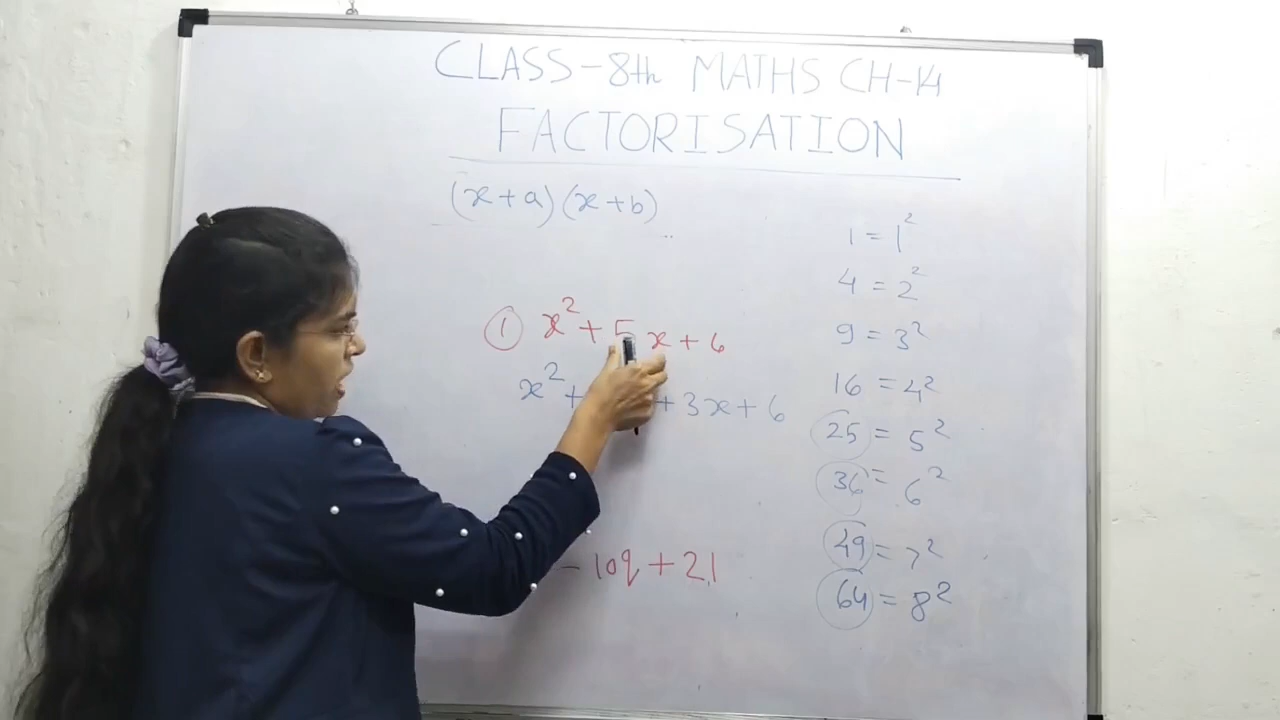 CLASS-8th MATHS CH-14
FACTORISATION
(x+a)(x+b)
① x²+5x+6
x²+ +3x+6
-10q+21
1=1²
4=2²
9=3²
16=4²
25=5²
36=6²
49=7²
64=8²